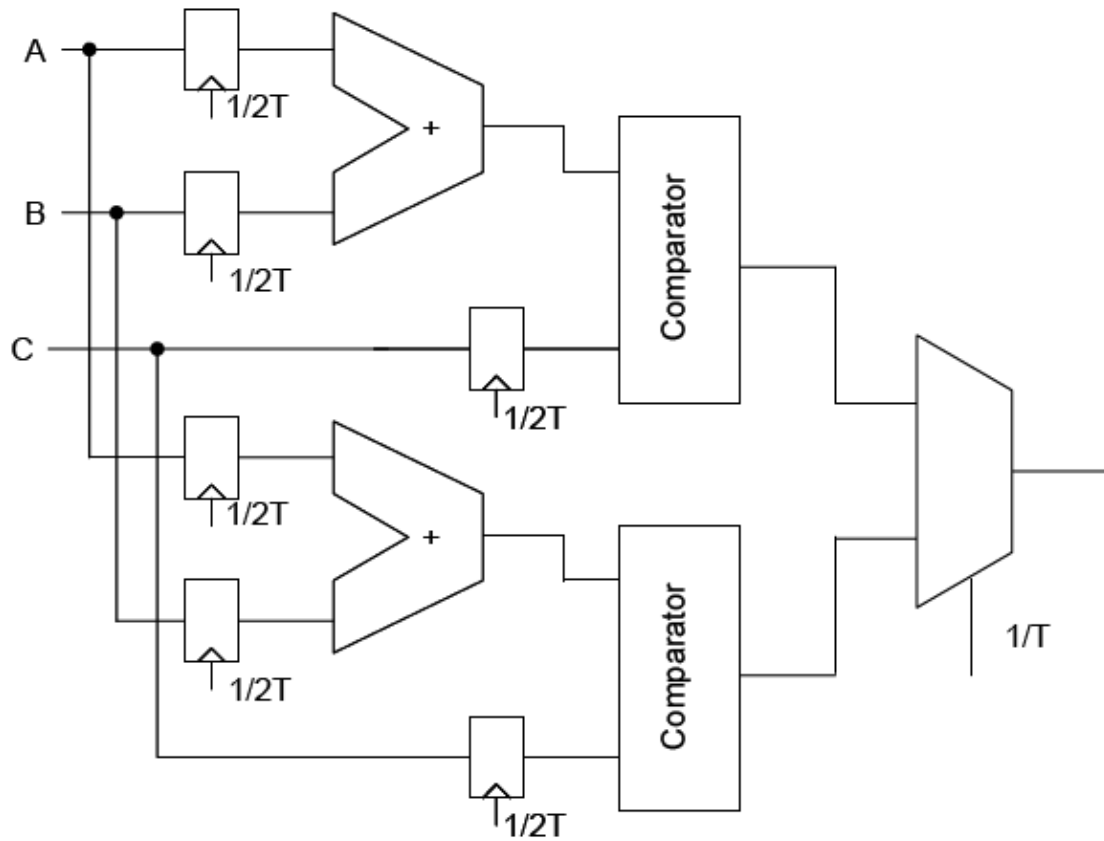 A
1/2T
+
B
1/2T
Comparator
C
1/2T
1/2T
+
1/2T
Comparator
1/T
1/2T